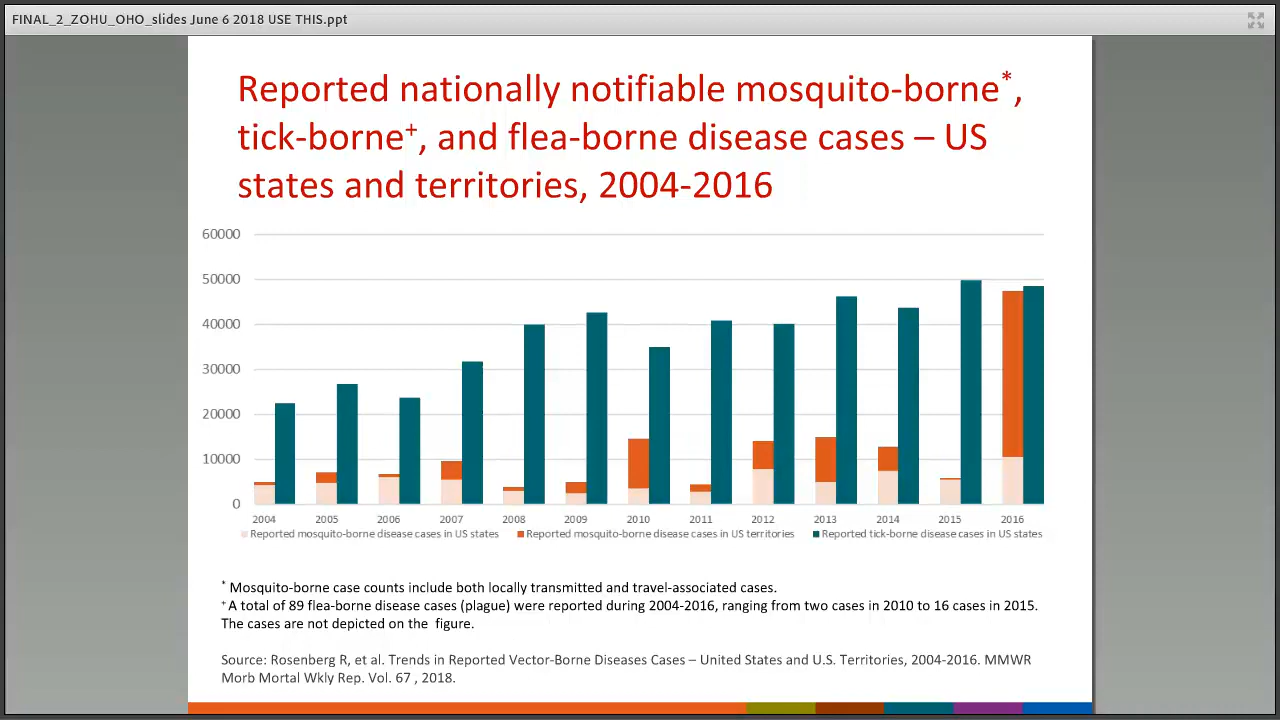 FINAL_2_ZOHU_OHO_slides June 6 2018 USE THIS.ppt
Reported nationally notifiable mosquito-borne*,
tick-borne+, and flea-borne disease cases – US
states and territories, 2004-2016
60000
50000
40000
30000
20000
10000
0
2004 2005 2006 2007 2008 2009 2010 2011 2012 2013 2014 2015 2016
Reported mosquito-borne disease cases in US states Reported mosquito-borne disease cases in US territories Reported tick-borne disease cases in US states
* Mosquito-borne case counts include both locally transmitted and travel-associated cases.
+ A total of 89 flea-borne disease cases (plague) were reported during 2004-2016, ranging from two cases in 2010 to 16 cases in 2015.
The cases are not depicted on the figure.
Source: Rosenberg R, et al. Trends in Reported Vector-Borne Diseases Cases – United States and U.S. Territories, 2004-2016. MMWR
Morb Mortal Wkly Rep. Vol. 67 , 2018.